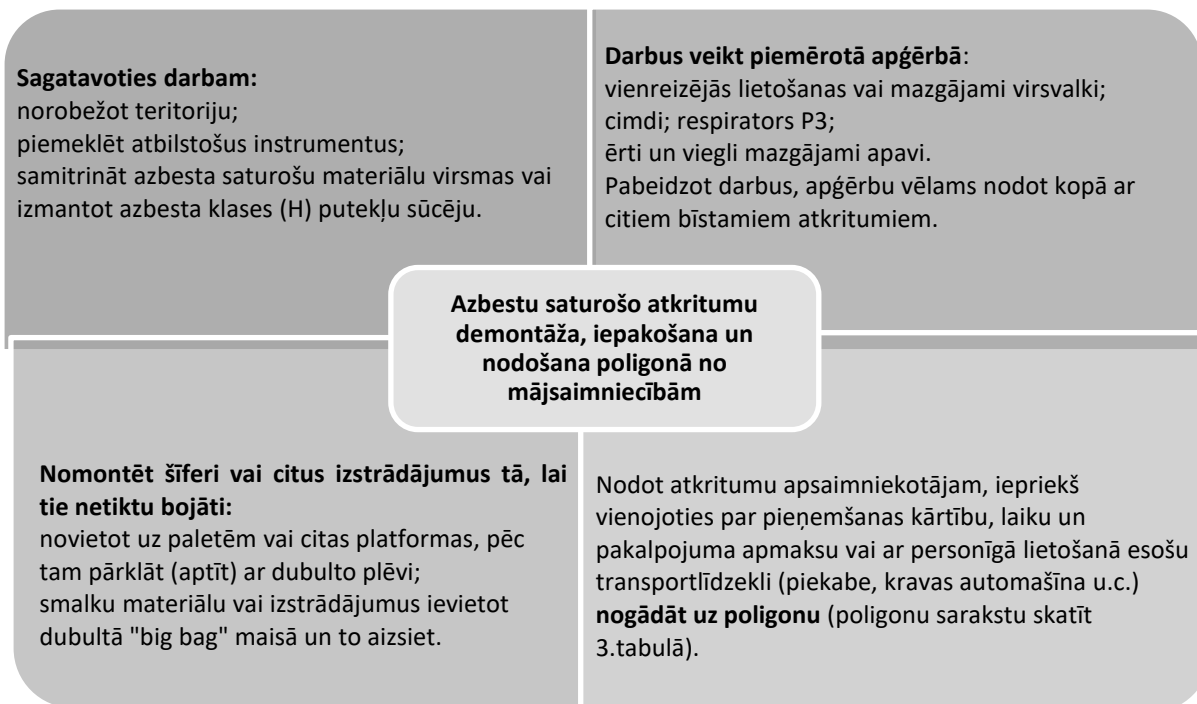 Sagatavoties darbam:
norobežot teritoriju;
piemeklēt atbilstošus instrumentus;
samitrināt azbesta saturošu materiālu virsmas vai
izmantot azbesta klases (H) putekļu sūcēju.
Darbus veikt piemērotā apģērbā:
vienreizējās lietošanas vai mazgājami virsvalki;
cimdi; respirators P3;
ērti un viegli mazgājami apavi.
Pabeidzot darbus, apģērbu vēlams nodot kopā ar
citiem bīstamiem atkritumiem.
Azbestu saturošo atkritumu
demontāža, iepakošana un
nodošana poligonā no
mājsaimniecībām
Nomontēt šīferi vai citus izstrādājumus tā, lai
tie netiktu bojāti:
novietot uz paletēm vai citas platformas, pēc
tam pārklāt (aptīt) ar dubulto plēvi;
smalku materiālu vai izstrādājumus ievietot
dubultā "big bag" maisā un to aizsiet.
Nodot atkritumu apsaimniekotājam, iepriekš
vienojoties par pieņemšanas kārtību, laiku un
pakalpojuma apmaksu vai ar personīgā lietošanā esošu
transportlīdzekli (piekabe, kravas automašīna u.c.)
nogādāt uz poligonu (poligonu sarakstu skatīt
3.tabulā).